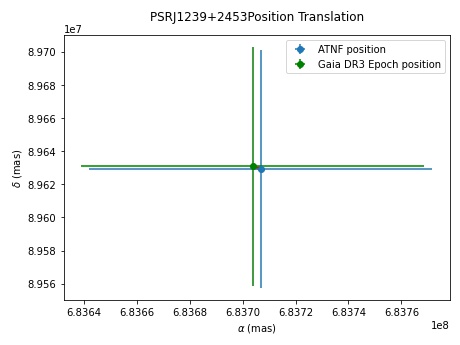 PSRJ1239+2453Position Translation
1e7
8.970
8.968
8.966
8.964
8.962
8.960
8.958
8.956
δ (mas)
ATNF position
Gaia DR3 Epoch position
6.8364 6.8366 6.8368 6.8370 6.8372 6.8374 6.8376
1e8
α (mas)